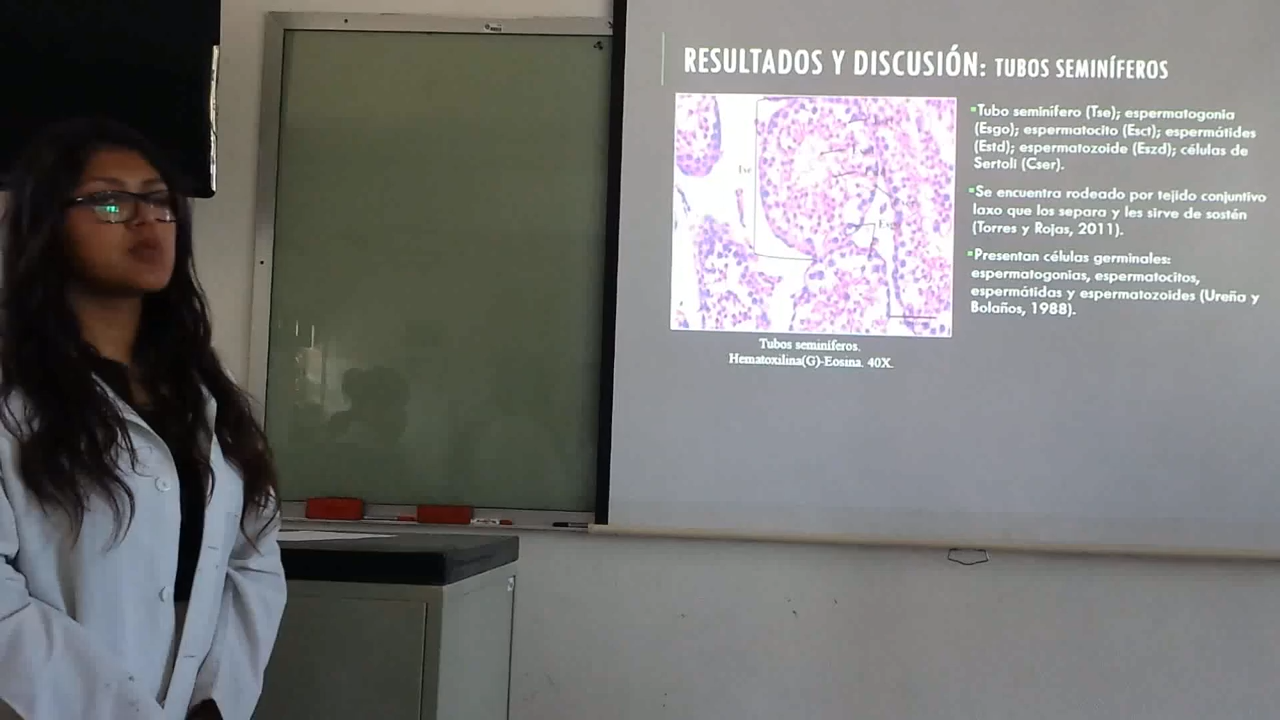 RESULTADOS Y DISCUSIÓN: TUBOS SEMINÍFEROS
Tubo seminífero (Tse); espermatogonia
(Esgo); espermatocito (Esct); espermátides
(Estd); espermatozoide (Eszd); células de
Sertoli (Cser).
Se encuentra rodeado por tejido conjuntivo
laxo que los separa y les sirve de sostén
(Torres y Rojas, 2011).
Presentan células germinales:
espermatogonias, espermatocitos,
espermátidas y espermatozoides (Ureña y
Bolaños, 1988).
Tse
Tubos seminíferos.
Hematoxilina(G)-Eosina. 40X.